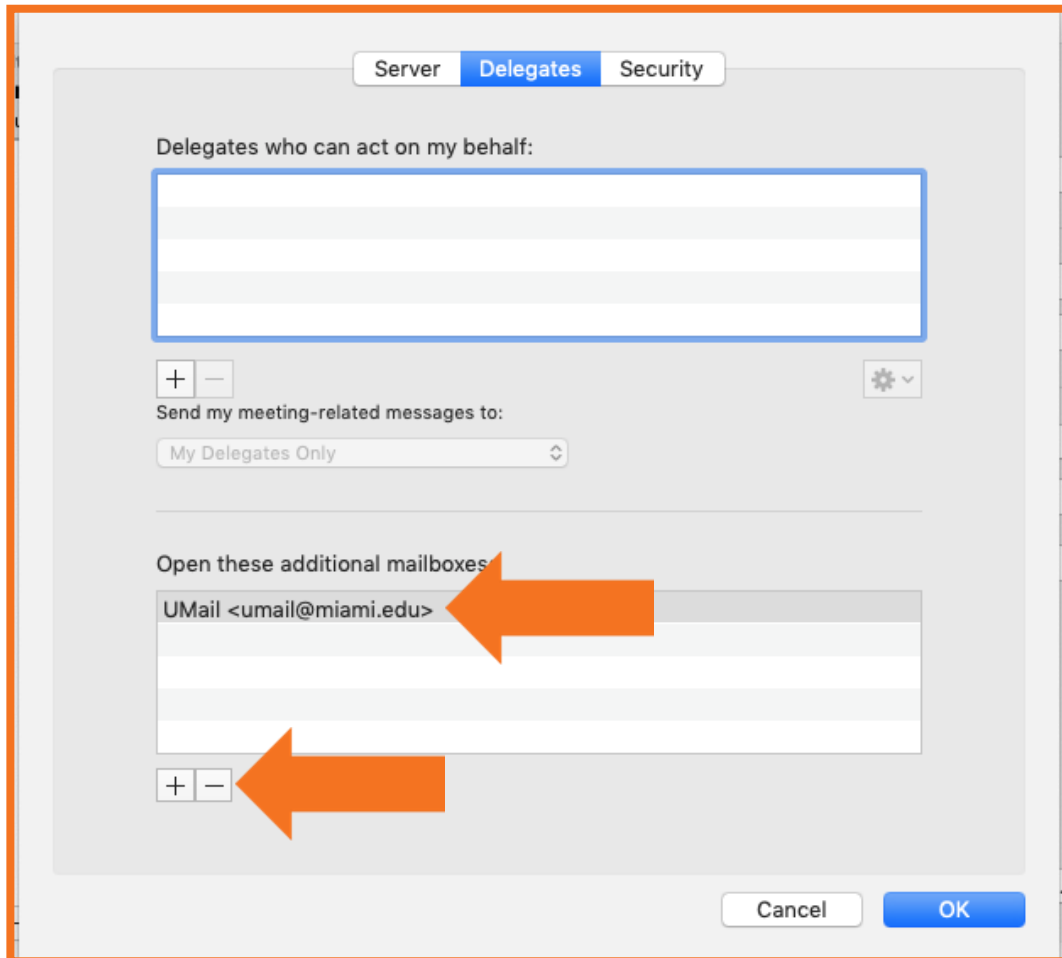 Server Delegates Security
Delegates who can act on my behalf:
+ −
Send my meeting-related messages to:
My Delegates Only
Open these additional mailboxes
UMail <umail@miami.edu>
+ −
Cancel OK